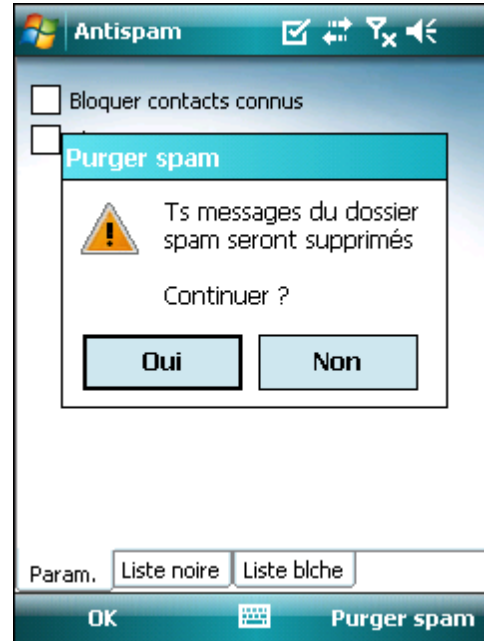 Antispam
Bloquer contacts connus
Purger spam
Ts messages du dossier
spam seront supprimés
Continuer ?
Oui Non
Param. Liste noire Liste blche
OK Purger spam